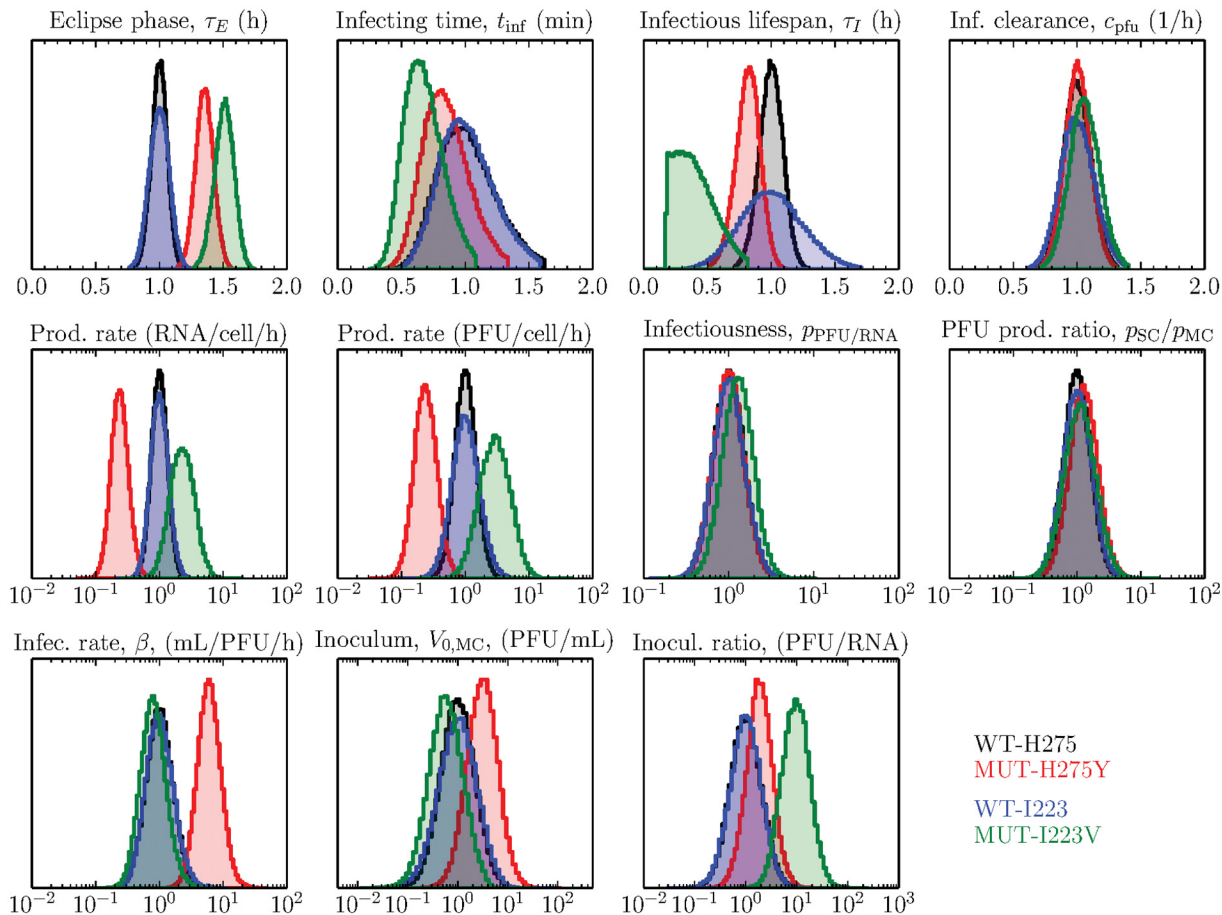 Eclipse phase, τ_E (h) Infecting time, t_inf (min) Infectious lifespan, τ_I (h) Inf. clearance, c_pfu (1/h)
0.0 0.5 1.0 1.5 2.0 0.0 0.5 1.0 1.5 2.0 0.0 0.5 1.0 1.5 2.0 0.0 0.5 1.0 1.5 2.0
Prod. rate (RNA/cell/h) Prod. rate (PFU/cell/h) Infectiousness, p_PFU/RNA PFU prod. ratio, p_SC/p_MC
10^-2 10^-1 10^0 10^1 10^2 10^-2 10^-1 10^0 10^1 10^2 10^-1 10^0 10^1 10^2 10^-2 10^-1 10^0 10^1 10^2
Infec. rate, β, (mL/PFU/h) Inoculum, V_0,MC, (PFU/mL) Inocul. ratio, (PFU/RNA)
WT-H275
MUT-H275Y
WT-I223
MUT-I223V
10^-2 10^-1 10^0 10^1 10^2 10^-2 10^-1 10^0 10^1 10^2 10^-2 10^-1 10^0 10^1 10^2 10^3